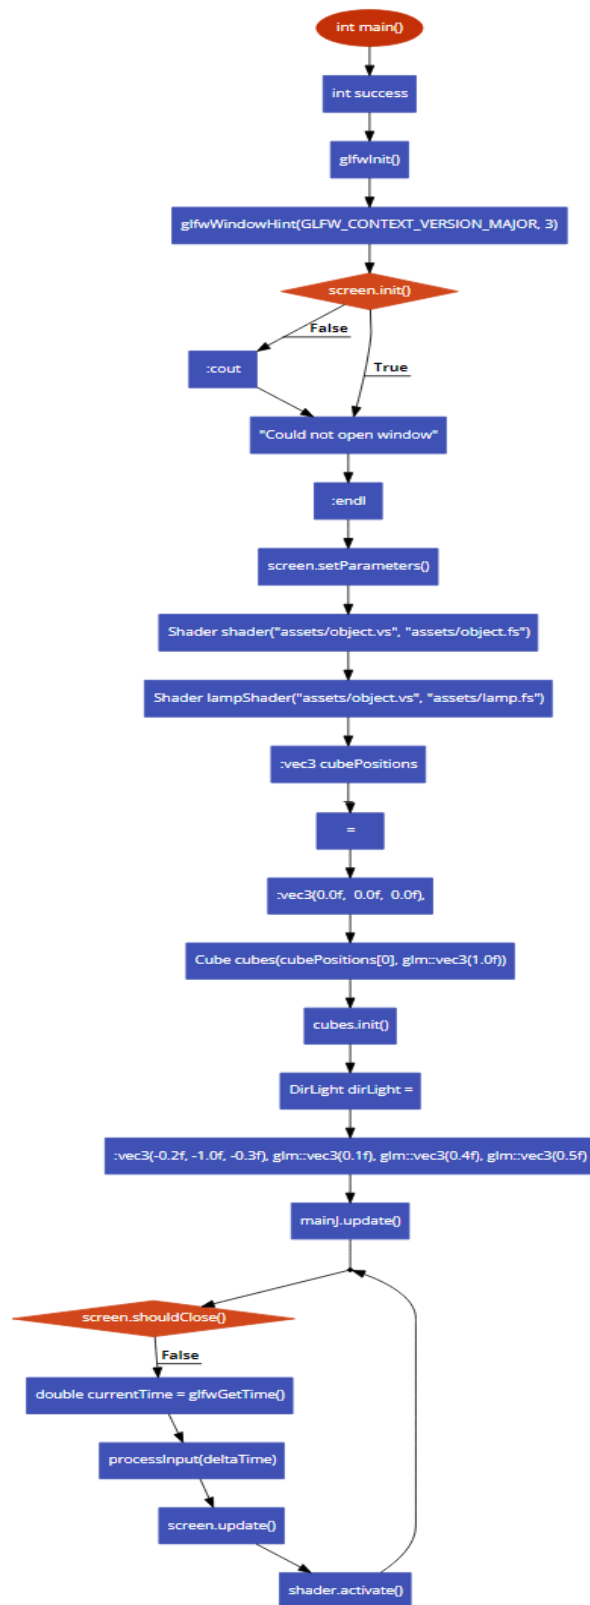 int main()
int success
glfwInit()
glfwWindowHint(GLFW_CONTEXT_VERSION_MAJOR, 3)
screen.init()
False
:cout
True
"Could not open window"
:endl
screen.setParameters()
Shader shader("assets/object.vs", "assets/object.fs")
Shader lampShader("assets/object.vs", "assets/lamp.fs")
:vec3 cubePositions
=
:vec3(0.0f,  0.0f,  0.0f),
Cube cubes(cubePositions[0], glm::vec3(1.0f))
cubes.init()
DirLight dirLight =
:vec3(-0.2f, -1.0f, -0.3f), glm::vec3(0.1f), glm::vec3(0.4f), glm::vec3(0.5f)
mainJ.update()
screen.shouldClose()
False
double currentTime = glfwGetTime()
processInput(deltaTime)
screen.update()
shader.activate()